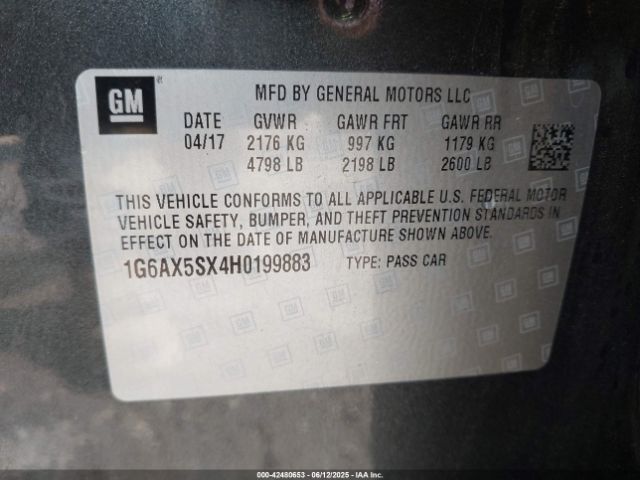 GM
MFD BY GENERAL MOTORS LLC
DATE GVWR GAWR FRT GAWR RR
04/17 2176 KG 997 KG 1179 KG
4798 LB 2198 LB 2600 LB
THIS VEHICLE CONFORMS TO ALL APPLICABLE U.S. FEDERAL MOTOR
VEHICLE SAFETY, BUMPER, AND THEFT PREVENTION STANDARDS IN
EFFECT ON THE DATE OF MANUFACTURE SHOWN ABOVE.
1G6AX5SX4H0199883 TYPE: PASS CAR
000-42480653 - 06/12/2025 - IAA Inc.